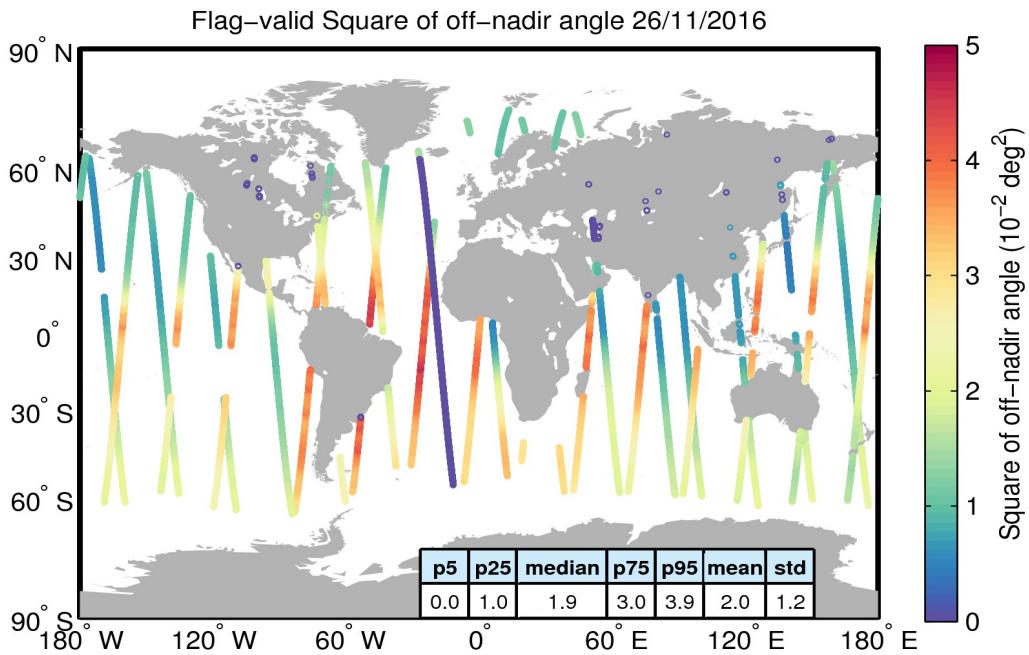 Flag−valid Square of off−nadir angle 26/11/2016
90° N
60° N
30° N
0°
30° S
60° S
90° S
180° W 120° W 60° W 0° 60° E 120° E 180° E
p5 p25 median p75 p95 mean std
0.0 1.0 1.9 3.0 3.9 2.0 1.2
5
4
3
2
1
0
Square of off−nadir angle (10⁻² deg²)